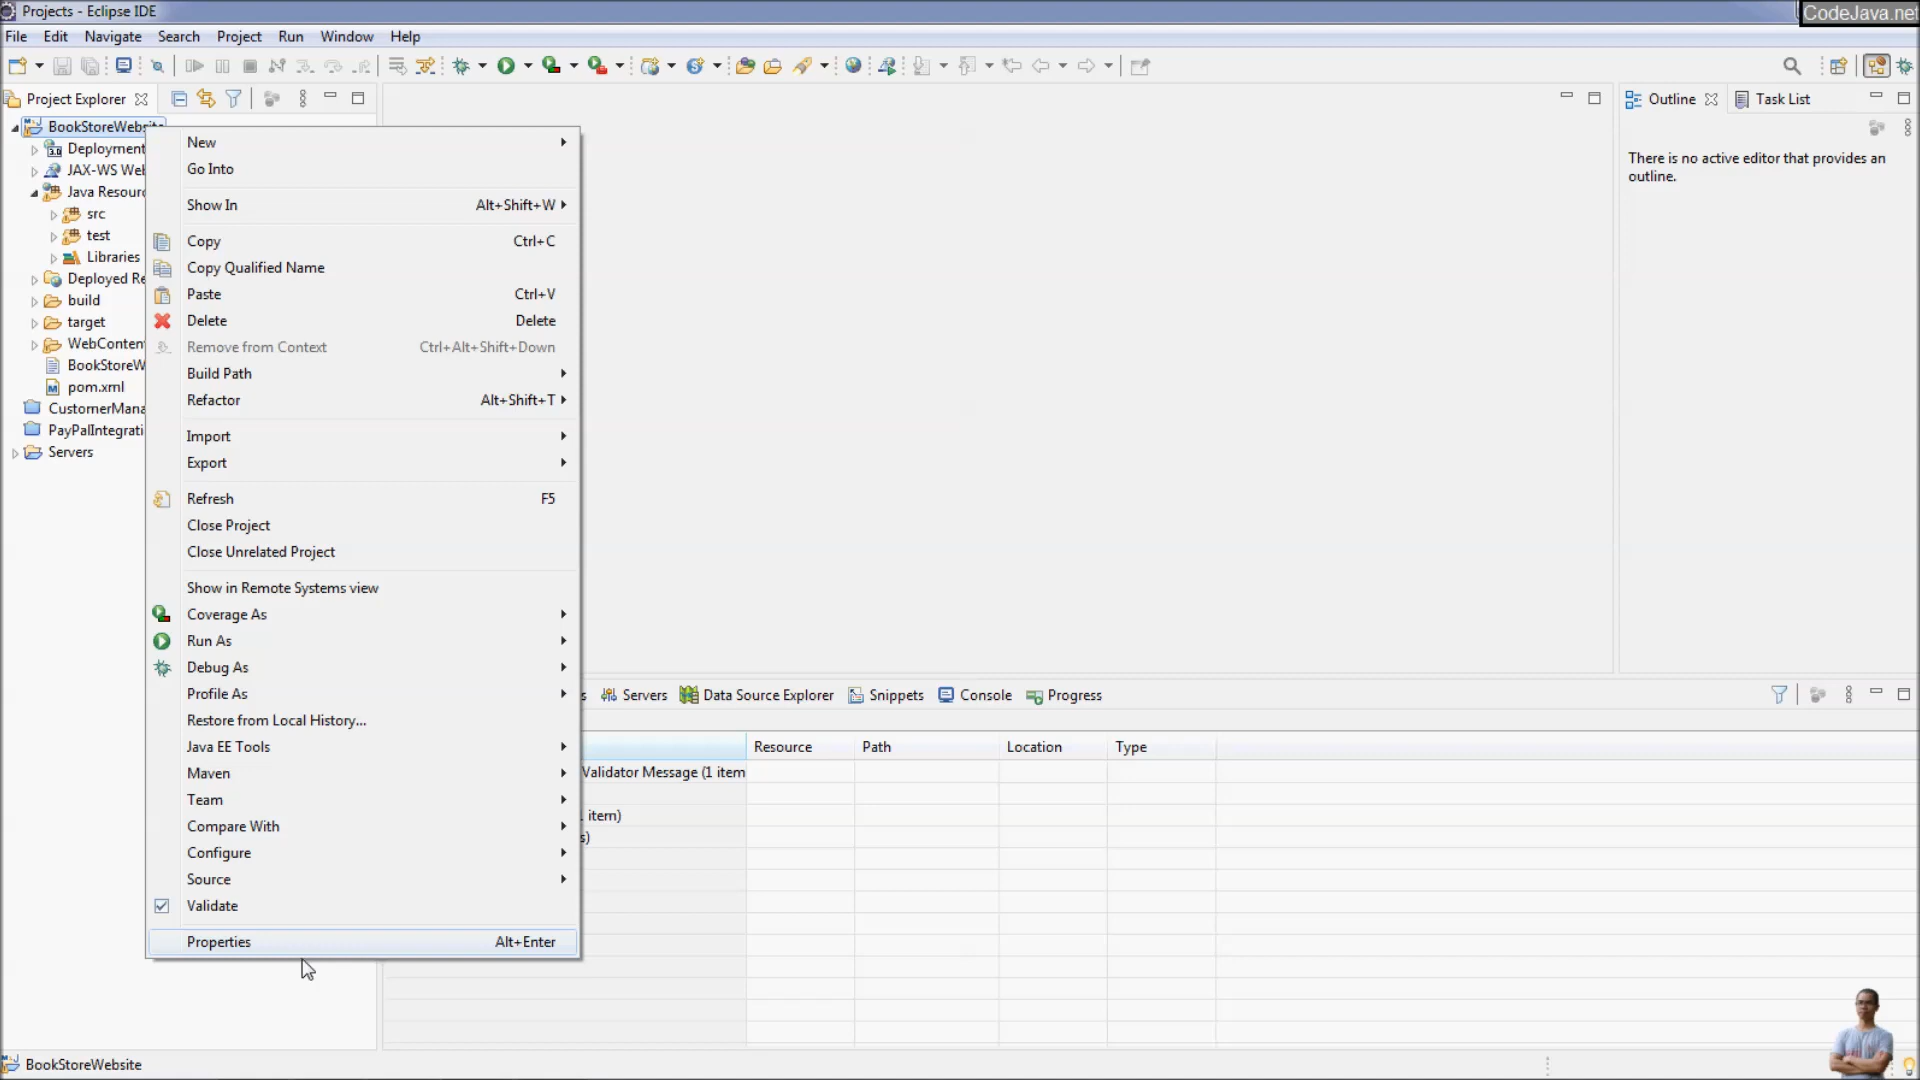 Projects - Eclipse IDE
CodeJava.net
File Edit Navigate Search Project Run Window Help
Project Explorer
Outline
Task List
BookStoreWebsite
Deployment
JAX-WS We
Java Resour
src
test
Libraries
Deployed Re
build
target
WebConten
BookStoreW
pom.xml
CustomerMana
PayPalIntegrati
Servers
New
Go Into
Show In Alt+Shift+W
Copy Ctrl+C
Copy Qualified Name
Paste Ctrl+V
Delete Delete
Remove from Context Ctrl+Alt+Shift+Down
Build Path
Refactor Alt+Shift+T
Import
Export
Refresh F5
Close Project
Close Unrelated Project
Show in Remote Systems view
Coverage As
Run As
Debug As
Profile As
Restore from Local History...
Java EE Tools
Maven
Team
Compare With
Configure
Source
Validate
Properties Alt+Enter
There is no active editor that provides an
outline.
s Servers Data Source Explorer Snippets Console Progress
Resource Path Location Type
Validator Message (1 item
item)
s)
BookStoreWebsite